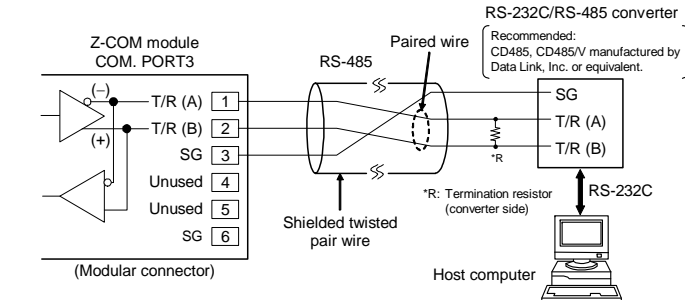 RS-232C/RS-485 converter
Recommended:
CD485, CD485/V manufactured by
Data Link, Inc. or equivalent.
Z-COM module
COM. PORT3
RS-485
Paired wire
(−)
(+)
T/R (A) 1
T/R (B) 2
SG 3
Unused 4
Unused 5
SG 6
(Modular connector)
Shielded twisted
pair wire
SG
T/R (A)
T/R (B)
*R
*R: Termination resistor
(converter side)
RS-232C
Host computer